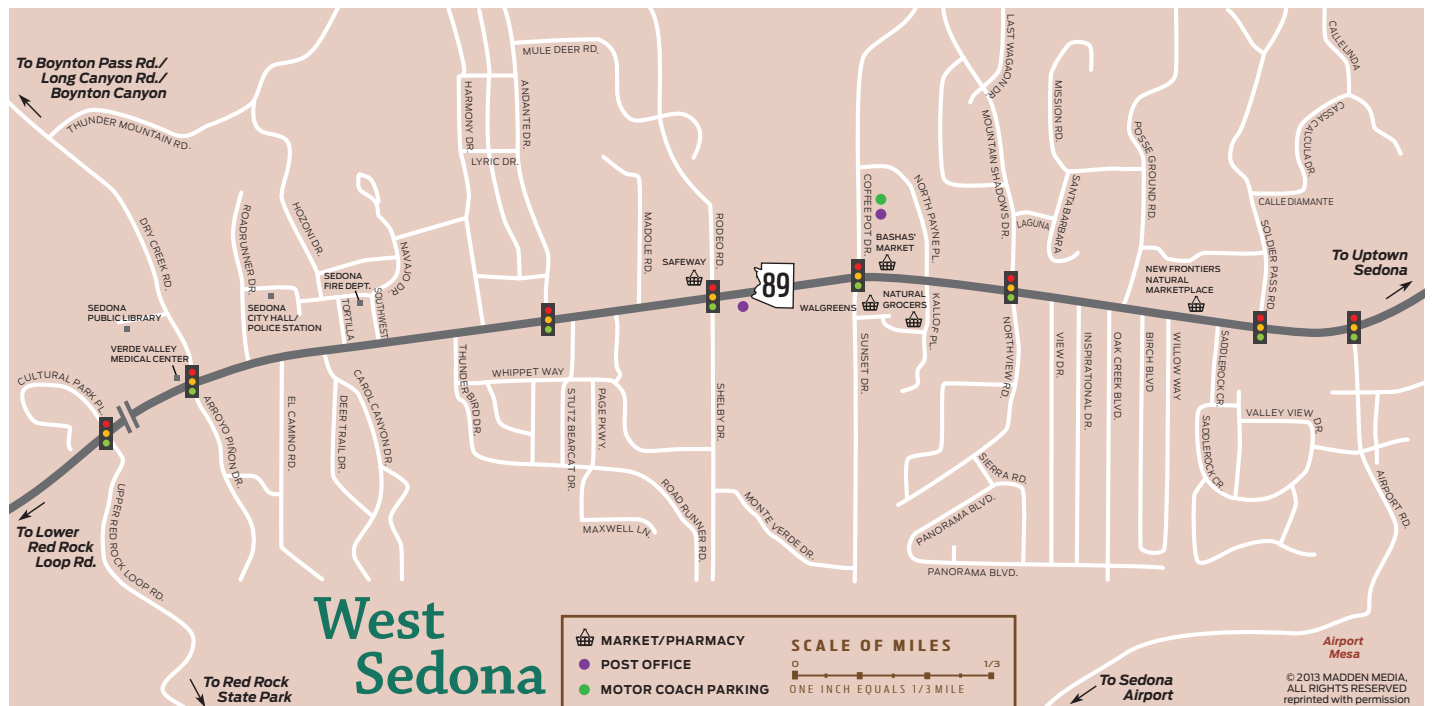 To Boynton Pass Rd./
Long Canyon Rd./
Boynton Canyon
THUNDER MOUNTAIN RD.
MULE DEER RD.
HARMONY DR.
ANDANTE DR.
LYRIC DR.
LAST WAGAON DR.
MOUNTAIN SHADOWS DR.
MISSION RD.
POSSE GROUND RD.
CALLE LINDA
CASSA CALCULA DR.
CALLE DIAMANTE
SOLDIER PASS RD.
To Uptown
Sedona
DRY CREEK RD.
ROADRUNNER DR.
HOZONI DR.
NAVAJO DR.
TORTILLA
SOUTHWEST
MADOLE RD.
RODEO RD.
COFFEE POT DR.
NORTH PAYNE PL.
LAGUNA
SANTA BARBARA
SEDONA
PUBLIC LIBRARY
SEDONA
CITY HALL/
POLICE STATION
SEDONA
FIRE DEPT.
VERDE VALLEY
MEDICAL CENTER
SAFEWAY
89
WALGREENS
BASHAS'
MARKET
NATURAL
GROCERS
NEW FRONTIERS
NATURAL
MARKETPLACE
CULTURAL PARK PL.
ARROYO PIÑON DR.
EL CAMINO RD.
DEER TRAIL DR.
CAROL CANYON DR.
THUNDERBIRD DR.
WHIPPET WAY
STUTZ BEARCAT DR.
PAGE PKWY.
SHELBY DR.
SUNSET DR.
KALLOF PL.
NORTHVIEW RD.
VIEW DR.
INSPIRATIONAL DR.
OAK CREEK BLVD.
BIRCH BLVD
WILLOW WAY
SADDLEROCK CR.
SADDLEROCK CR.
VALLEY VIEW DR.
AIRPORT RD.
UPPER RED ROCK LOOP RD.
MAXWELL LN.
ROAD RUNNER RD.
MONTE VERDE DR.
SIERRA RD.
PANORAMA BLVD.
PANORAMA BLVD.
To Lower
Red Rock
Loop Rd.
To Red Rock
State Park
West
Sedona
MARKET/PHARMACY
POST OFFICE
MOTOR COACH PARKING
SCALE OF MILES
0 1/3
ONE INCH EQUALS 1/3 MILE
To Sedona
Airport
Airport
Mesa
© 2013 MADDEN MEDIA,
ALL RIGHTS RESERVED
reprinted with permission